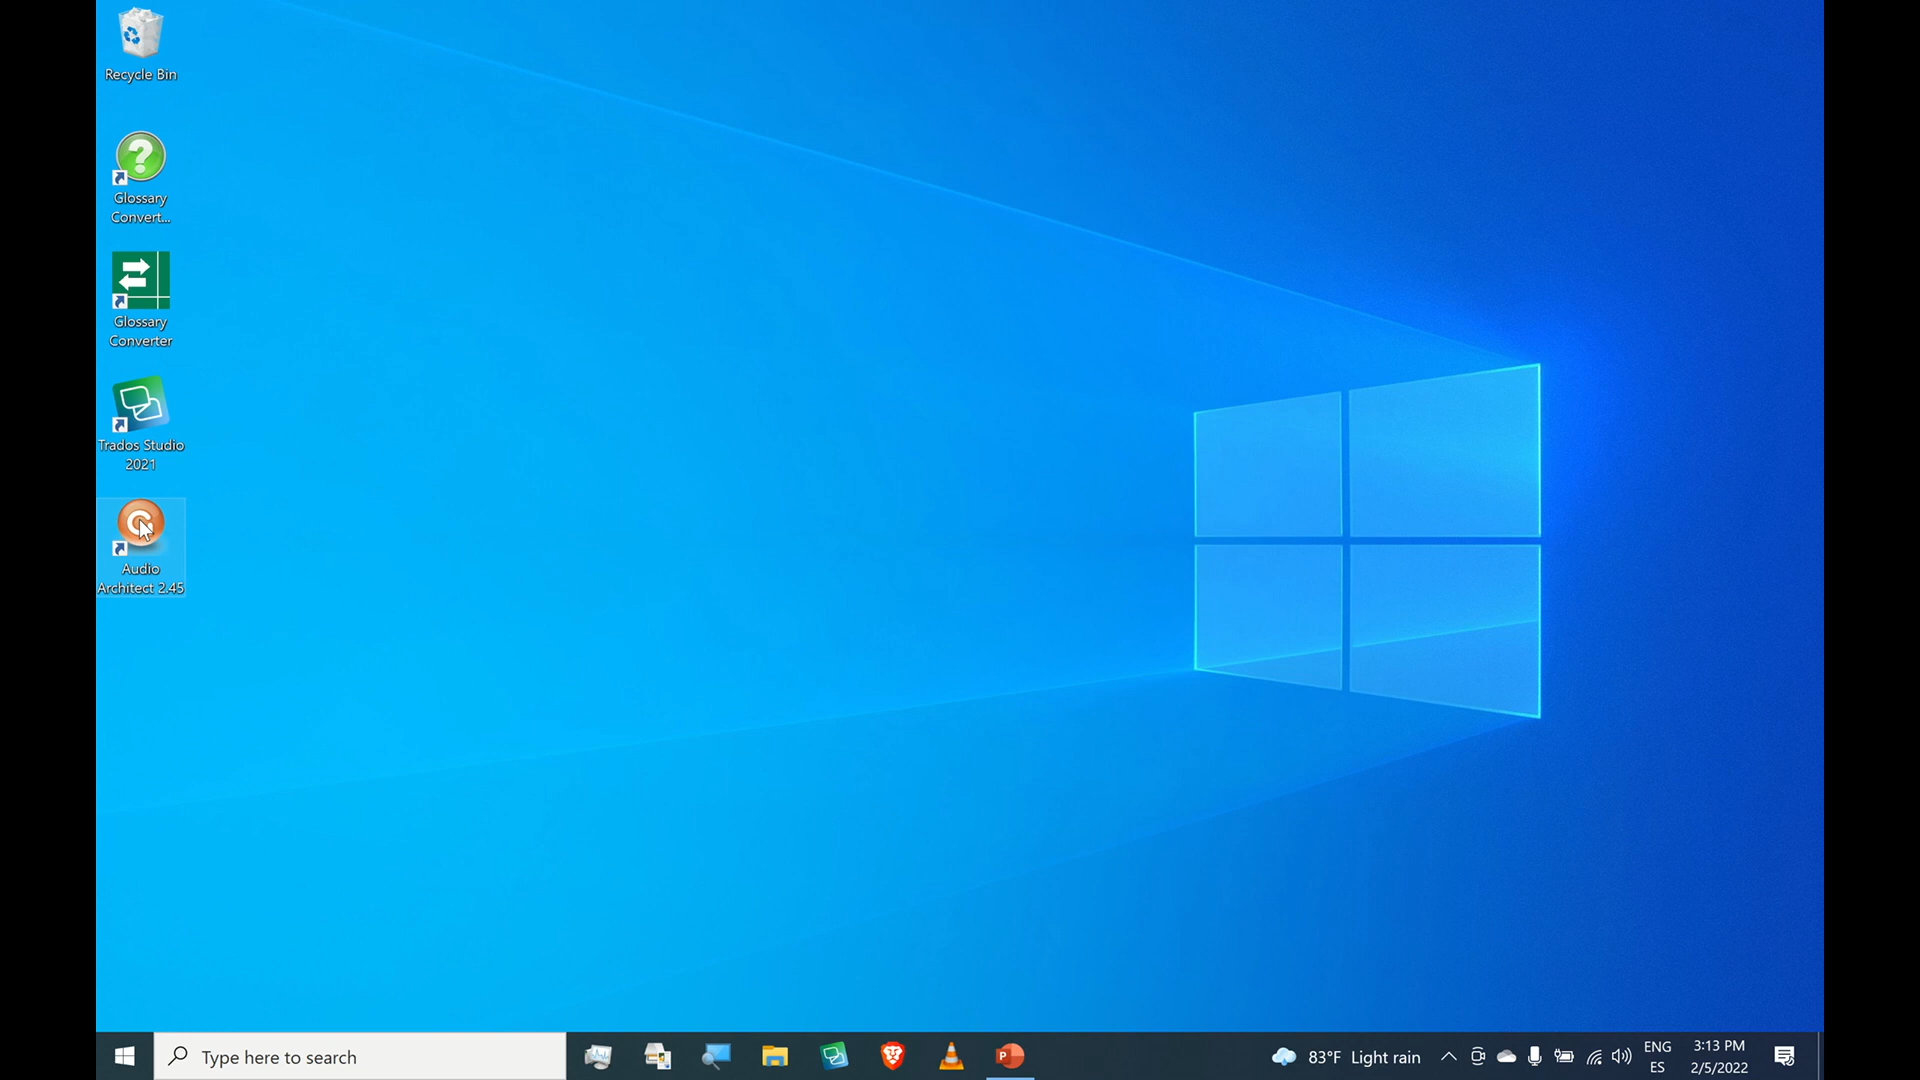 Recycle Bin
Glossary
Convert...
Glossary
Converter
Trados Studio
2021
Audio
Architect 2.45
Type here to search
P
83°F Light rain
ENG
ES
3:13 PM
2/5/2022